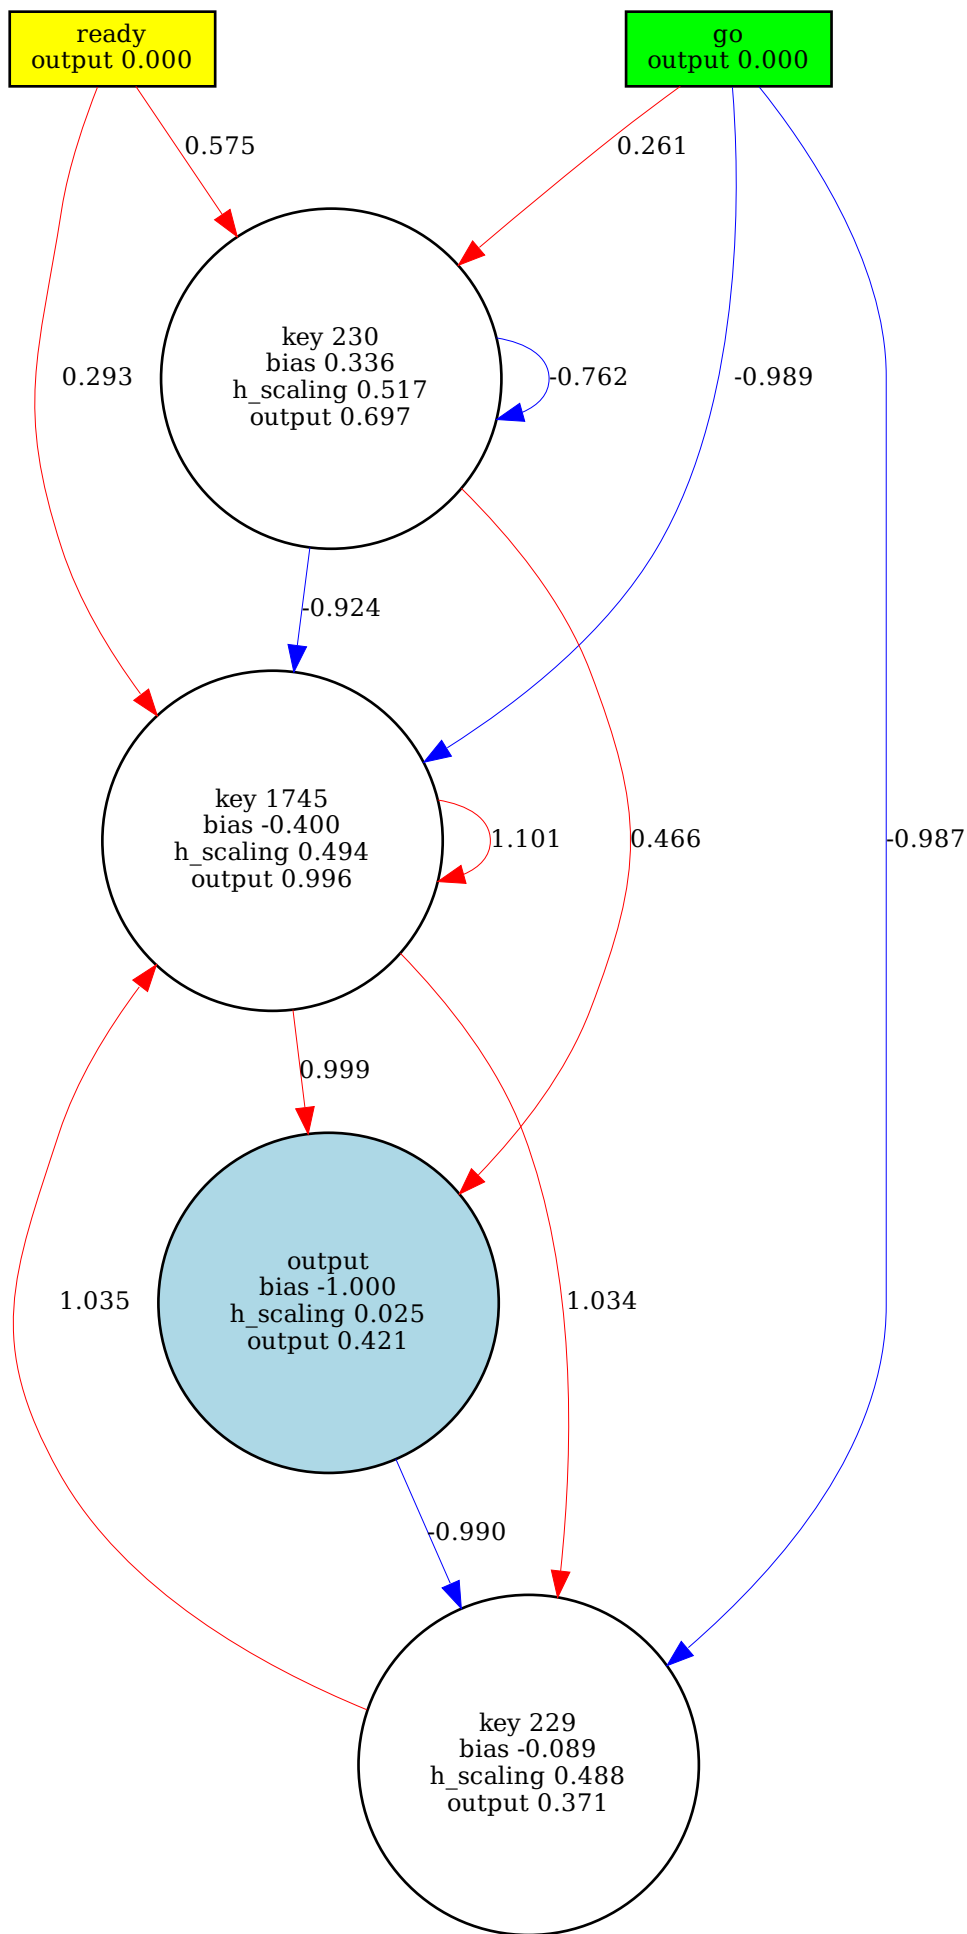 ready
output 0.000
go
output 0.000
0.575
0.261
key 230
bias 0.336
h_scaling 0.517
output 0.697
0.293
-0.762
-0.989
-0.924
key 1745
bias -0.400
h_scaling 0.494
output 0.996
1.101
0.466
-0.987
0.999
output
bias -1.000
h_scaling 0.025
output 0.421
1.035
1.034
-0.990
key 229
bias -0.089
h_scaling 0.488
output 0.371